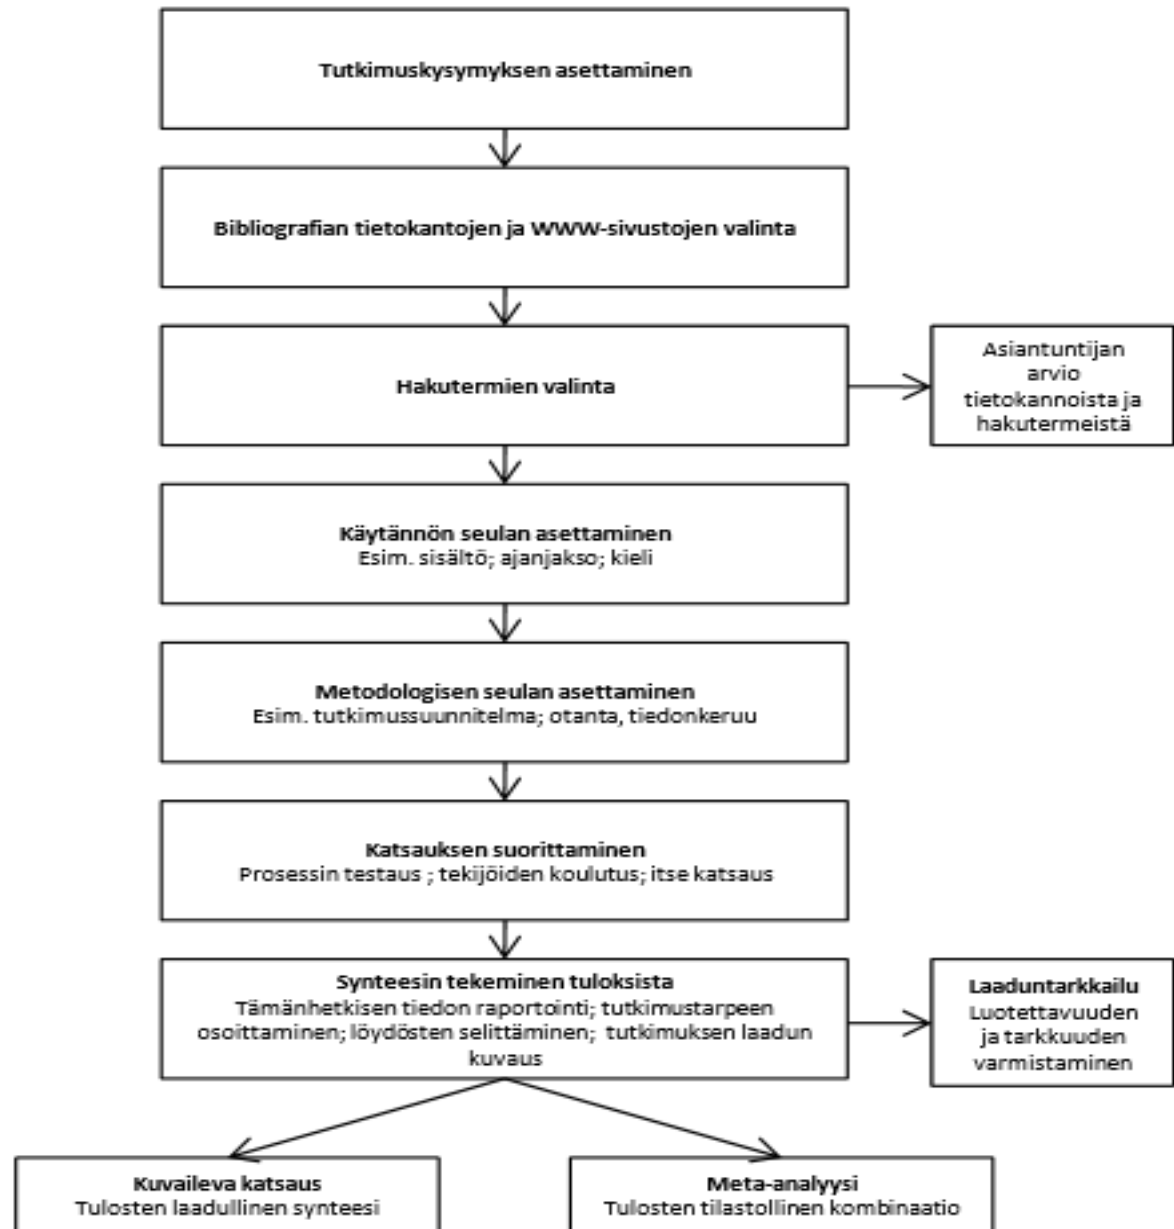 Tutkimuskysymyksen asettaminen
Bibliografian tietokantojen ja WWW-sivustojen valinta
Hakutermien valinta
Asiantuntijan
arvio
tietokannoista ja
hakutermeistä
Käytännön seulan asettaminen
Esim. sisältö; ajanjakso; kieli
Metodologisen seulan asettaminen
Esim. tutkimussuunnitelma; otanta, tiedonkeruu
Katsauksen suorittaminen
Prosessin testaus ; tekijöiden koulutus; itse katsaus
Synteesin tekeminen tuloksista
Tämänhetkisen tiedon raportointi; tutkimustarpeen
osoittaminen; löydösten selittäminen;  tutkimuksen laadun
kuvaus
Laaduntarkkailu
Luotettavuuden
ja tarkkuuden
varmistaminen
Kuvaileva katsaus
Tulosten laadullinen synteesi
Meta-analyysi
Tulosten tilastollinen kombinaatio